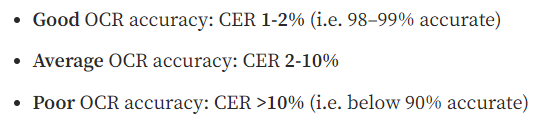 • Good OCR accuracy: CER 1-2% (i.e. 98–99% accurate)
• Average OCR accuracy: CER 2-10%
• Poor OCR accuracy: CER >10% (i.e. below 90% accurate)